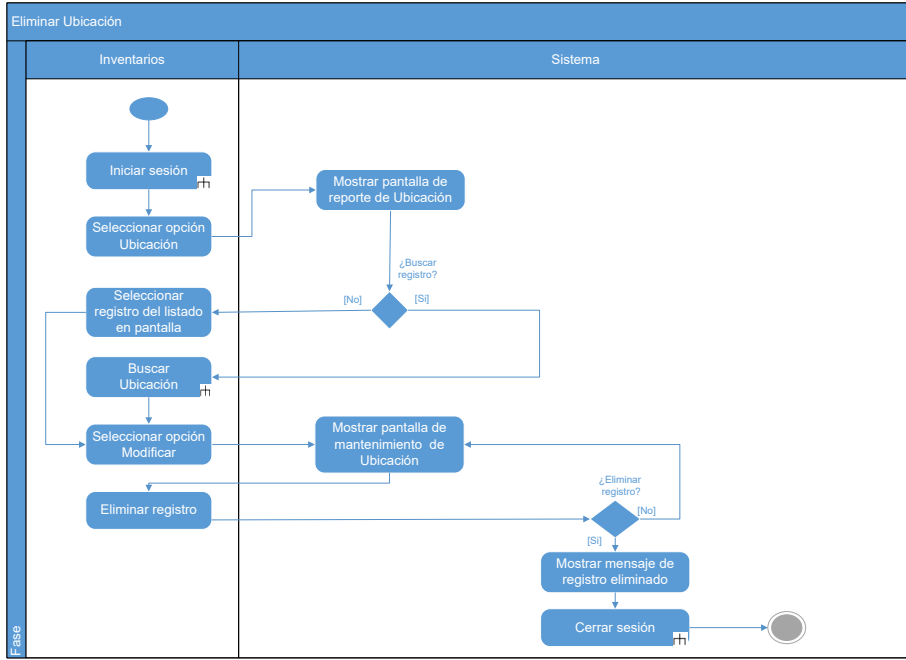 Eliminar Ubicación
Inventarios
Sistema
Fase
Iniciar sesión
Mostrar pantalla de
reporte de Ubicación
Seleccionar opción
Ubicación
¿Buscar
registro?
[No]
[Si]
Seleccionar
registro del listado
en pantalla
Buscar
Ubicación
Seleccionar opción
Modificar
Mostrar pantalla de
mantenimiento de
Ubicación
¿Eliminar
registro?
Eliminar registro
[No]
[Si]
Mostrar mensaje de
registro eliminado
Cerrar sesión